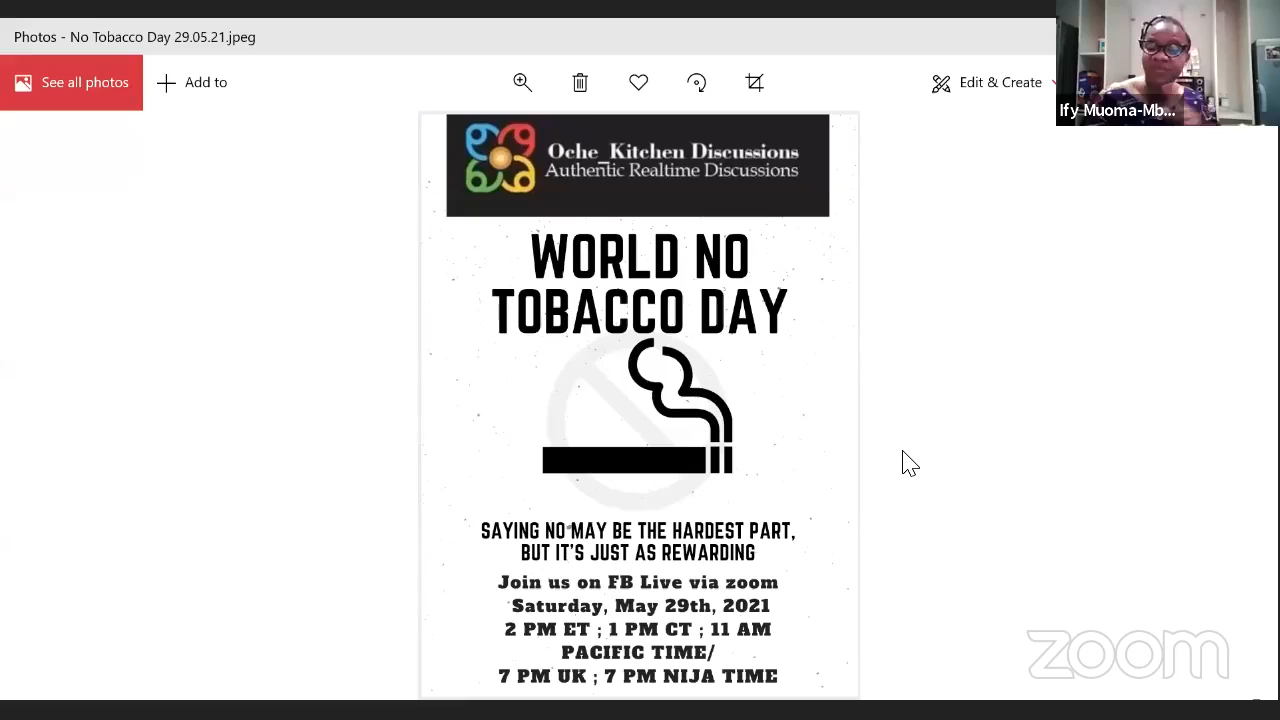 Photos - No Tobacco Day 29.05.21.jpeg
See all photos
Add to
Edit & Create
Ify Muoma-Mb...
Oche_Kitchen Discussions
Authentic Realtime Discussions
WORLD NO
TOBACCO DAY
SAYING NO MAY BE THE HARDEST PART,
BUT IT'S JUST AS REWARDING
Join us on FB Live via zoom
Saturday, May 29th, 2021
2 PM ET ; 1 PM CT ; 11 AM
PACIFIC TIME/
7 PM UK ; 7 PM NIJA TIME
zoom